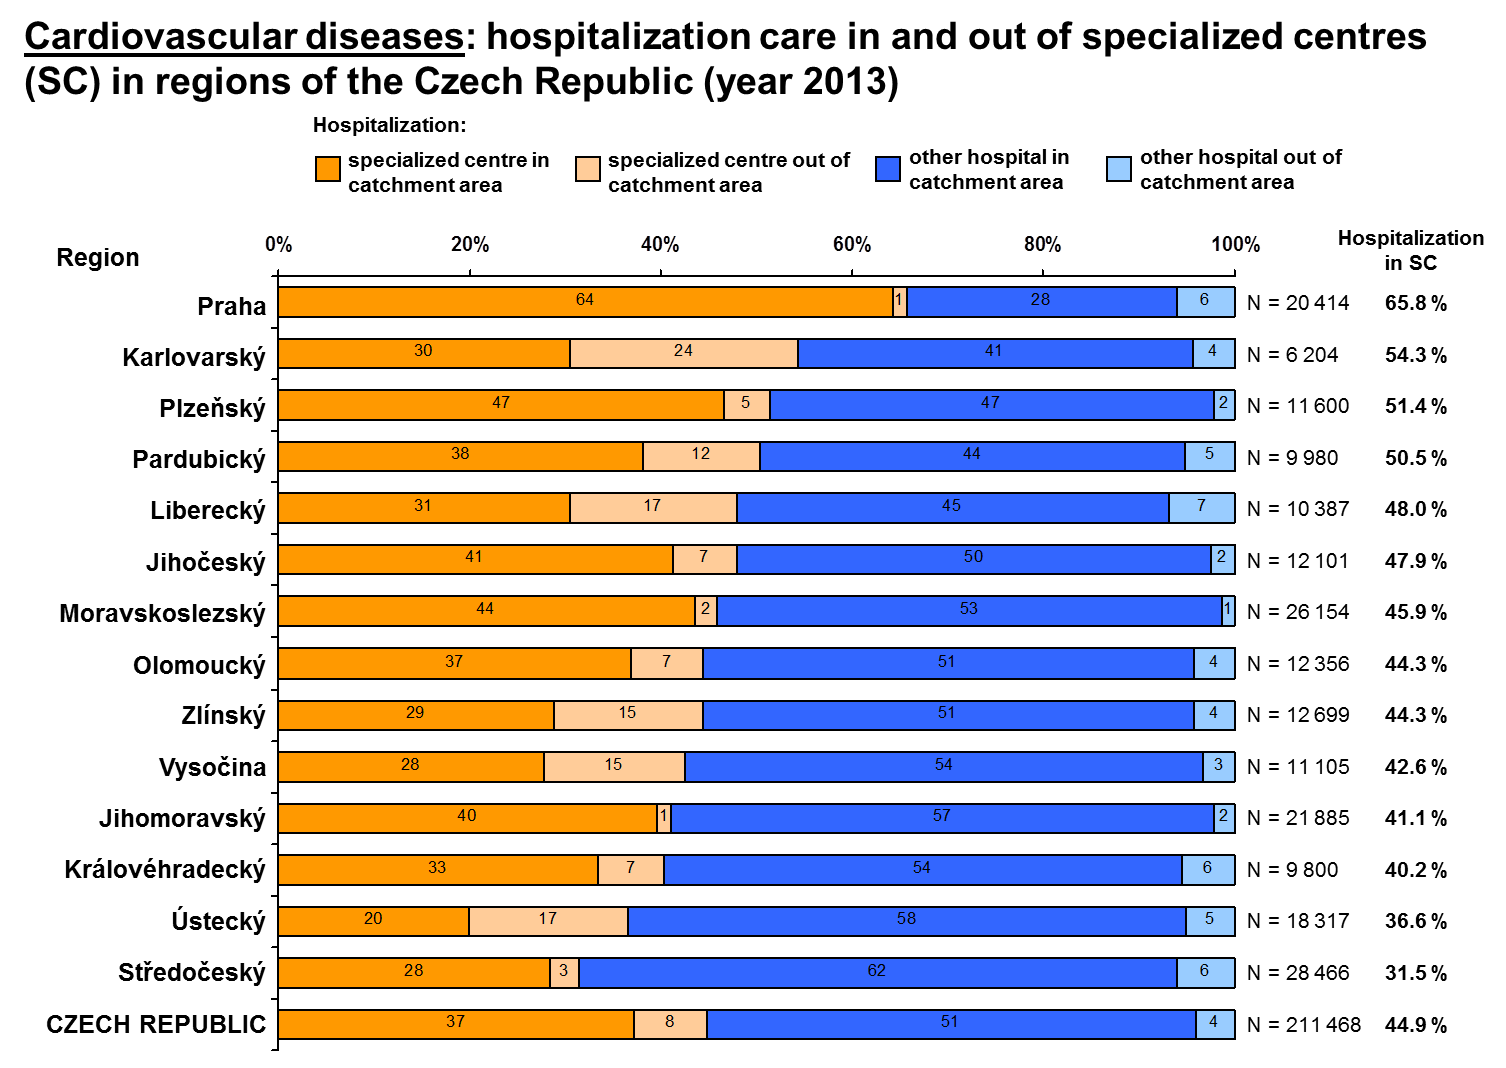 Cardiovascular diseases: hospitalization care in and out of specialized centres
(SC) in regions of the Czech Republic (year 2013)
Hospitalization:
specialized centre in
catchment area
specialized centre out of
catchment area
other hospital in
catchment area
other hospital out of
catchment area
Region
0% 20% 40% 60% 80% 100%
Hospitalization
in SC
Praha 64 1 28 6 N = 20 414 65.8 %
Karlovarský 30 24 41 4 N = 6 204 54.3 %
Plzeňský 47 5 47 2 N = 11 600 51.4 %
Pardubický 38 12 44 5 N = 9 980 50.5 %
Liberecký 31 17 45 7 N = 10 387 48.0 %
Jihočeský 41 7 50 2 N = 12 101 47.9 %
Moravskoslezský 44 2 53 1 N = 26 154 45.9 %
Olomoucký 37 7 51 4 N = 12 356 44.3 %
Zlínský 29 15 51 4 N = 12 699 44.3 %
Vysočina 28 15 54 3 N = 11 105 42.6 %
Jihomoravský 40 1 57 2 N = 21 885 41.1 %
Královéhradecký 33 7 54 6 N = 9 800 40.2 %
Ústecký 20 17 58 5 N = 18 317 36.6 %
Středočeský 28 3 62 6 N = 28 466 31.5 %
CZECH REPUBLIC 37 8 51 4 N = 211 468 44.9 %